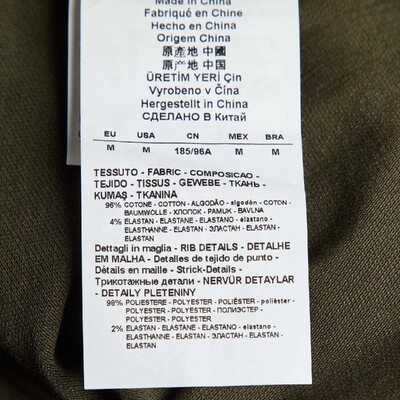 Made in China
Fabriqué en Chine
Hecho en China
Origem China
原產地 中國
原产地 中国
ÜRETİM YERİ Çin
Vyrobeno v Čína
Hergestellt in China
СДЕЛАНО В Китай
EU USA CN MEX BRA
M M 185/96A M M
TESSUTO - FABRIC - COMPOSICAO -
TEJIDO - TISSUS - GEWEBE - ТКАНЬ -
KUMAŞ - TKANINA
96% COTONE - COTTON - ALGODÃO - algodón - COTON -
BAUMWOLLE - ХЛОПОК - PAMUK - BAVLNA
4% ELASTAN - ELASTANE - ELASTANO - elastano -
ELASTHANNE - ELASTHAN - ЭЛАСТАН - ELASTAN -
ELASTAN
Dettagli in maglia - RIB DETAILS - DETALHE
EM MALHA - Detalles de tejido de punto -
Détails en maille - Strick-Details -
Трикотажные детали - NERVÜR DETAYLAR
- DETAILY PLETENINY
98% POLIESTERE - POLYESTER - POLIÉSTER - poliéster -
POLYESTER - POLYESTER - ПОЛИЭСТЕР -
POLYESTER - POLYESTER
2% ELASTAN - ELASTANE - ELASTANO - elastano -
ELASTHANNE - ELASTHAN - ЭЛАСТАН - ELASTAN -
ELASTAN